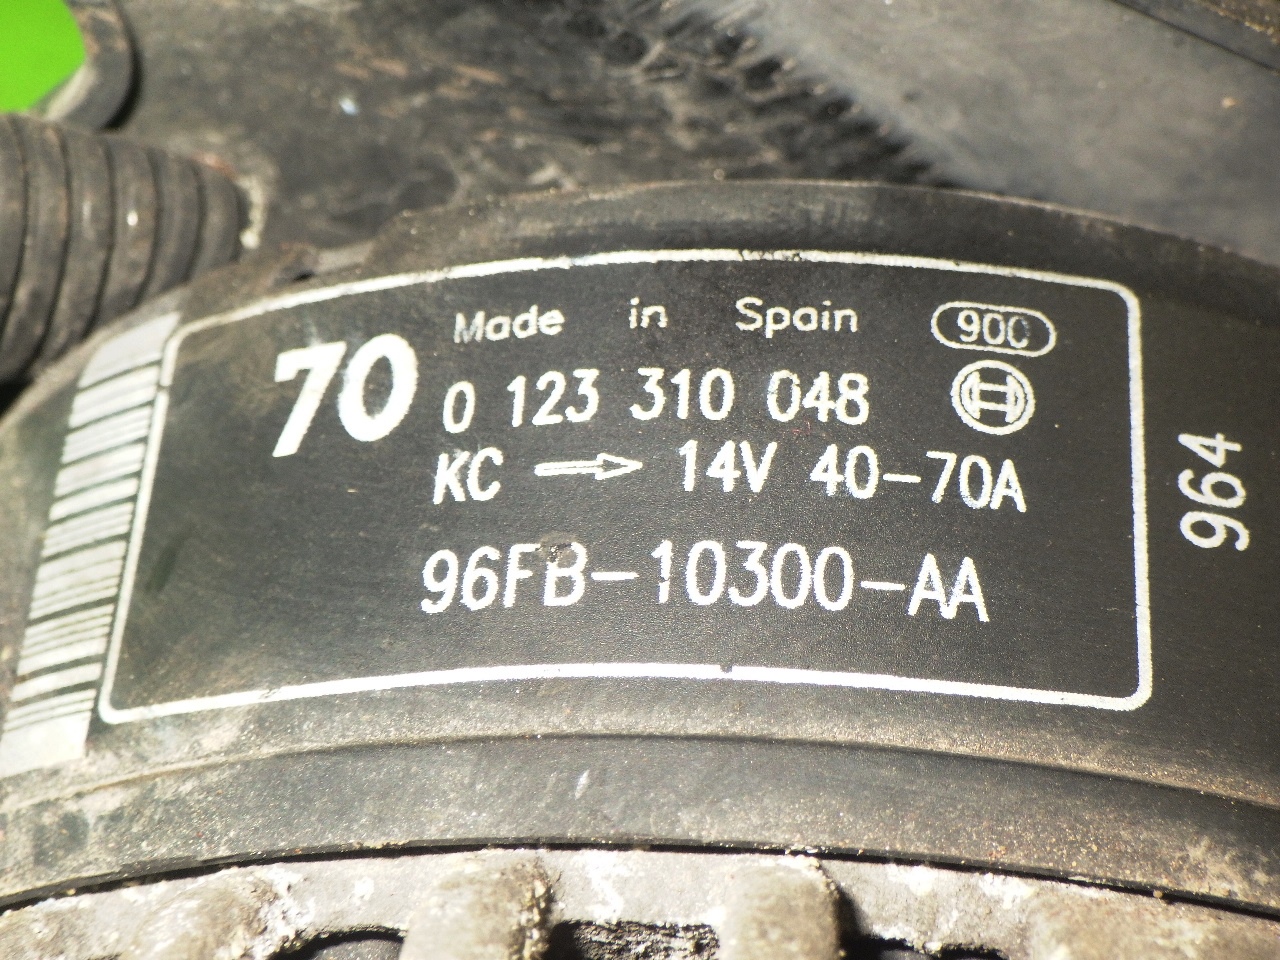 Made in Spain 900
70 0 123 310 048
KC → 14V 40-70A
96FB-10300-AA
964